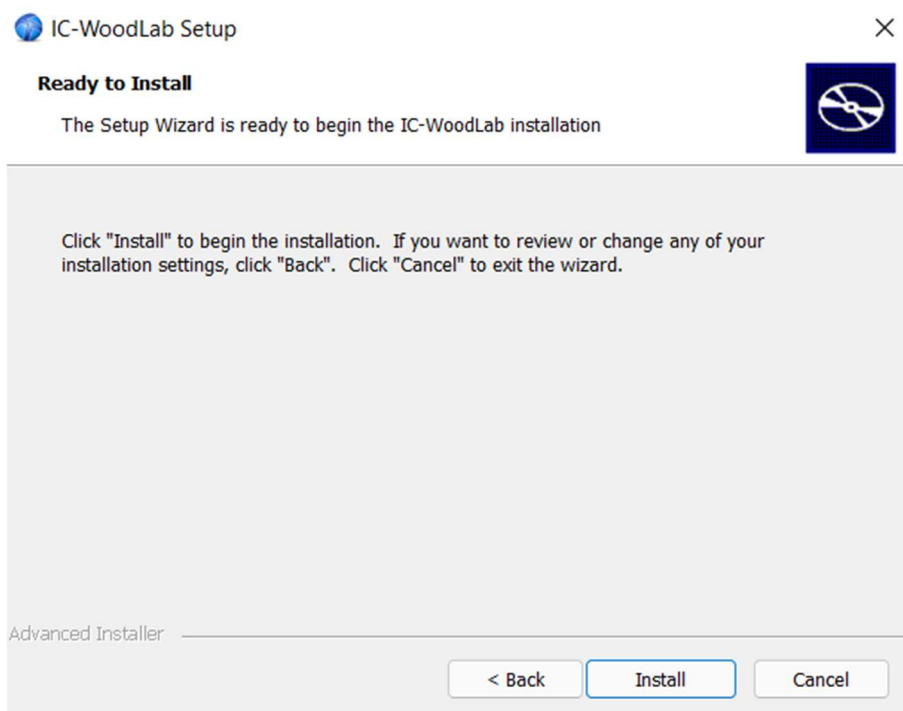 IC-WoodLab Setup
Ready to Install
The Setup Wizard is ready to begin the IC-WoodLab installation
Click "Install" to begin the installation.  If you want to review or change any of your
installation settings, click "Back".  Click "Cancel" to exit the wizard.
Advanced Installer
< Back
Install
Cancel